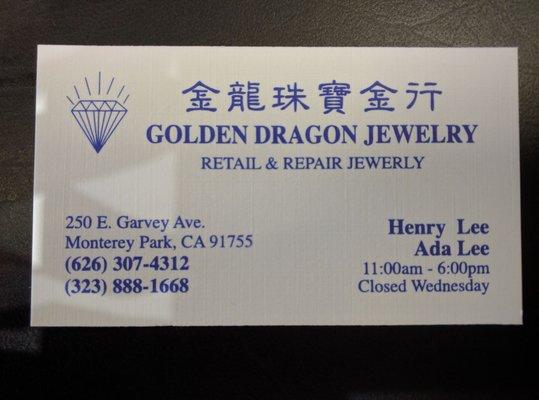 金龍珠寶金行
GOLDEN DRAGON JEWELRY
RETAIL & REPAIR JEWERLY
250 E. Garvey Ave.
Monterey Park, CA 91755
(626) 307-4312
(323) 888-1668
Henry Lee
Ada Lee
11:00am - 6:00pm
Closed Wednesday